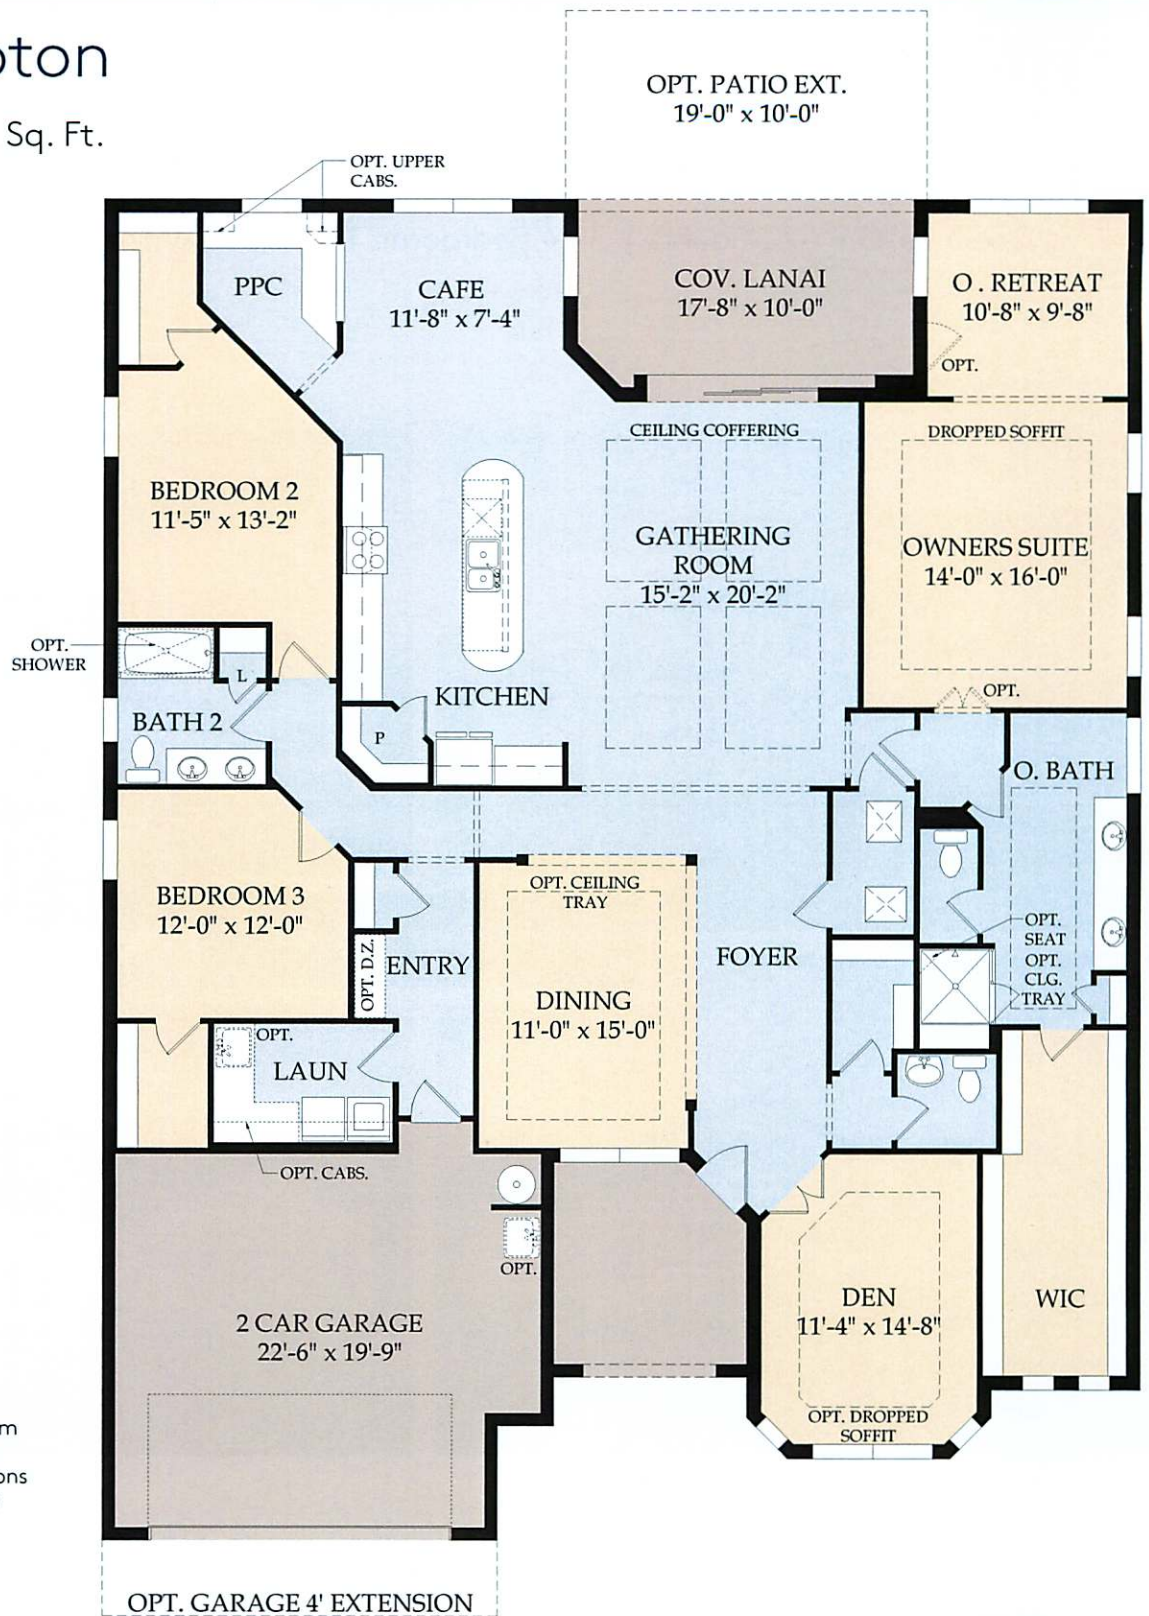 pton
Sq. Ft.
OPT. PATIO EXT.
19'-0" x 10'-0"
OPT. UPPER
CABS.
PPC
CAFE
11'-8" x 7'-4"
COV. LANAI
17'-8" x 10'-0"
O. RETREAT
10'-8" x 9'-8"
OPT.
CEILING COFFERING
DROPPED SOFFIT
BEDROOM 2
11'-5" x 13'-2"
GATHERING
ROOM
15'-2" x 20'-2"
OWNERS SUITE
14'-0" x 16'-0"
OPT.
SHOWER
L
OPT.
KITCHEN
BATH 2
P
O. BATH
BEDROOM 3
12'-0" x 12'-0"
OPT. CEILING
TRAY
OPT. D.Z.
ENTRY
FOYER
OPT.
SEAT
OPT.
CLG.
TRAY
DINING
11'-0" x 15'-0"
OPT.
LAUN
OPT. CABS.
OPT.
2 CAR GARAGE
22'-6" x 19'-9"
DEN
11'-4" x 14'-8"
WIC
OPT. DROPPED
SOFFIT
m
ons
OPT. GARAGE 4' EXTENSION